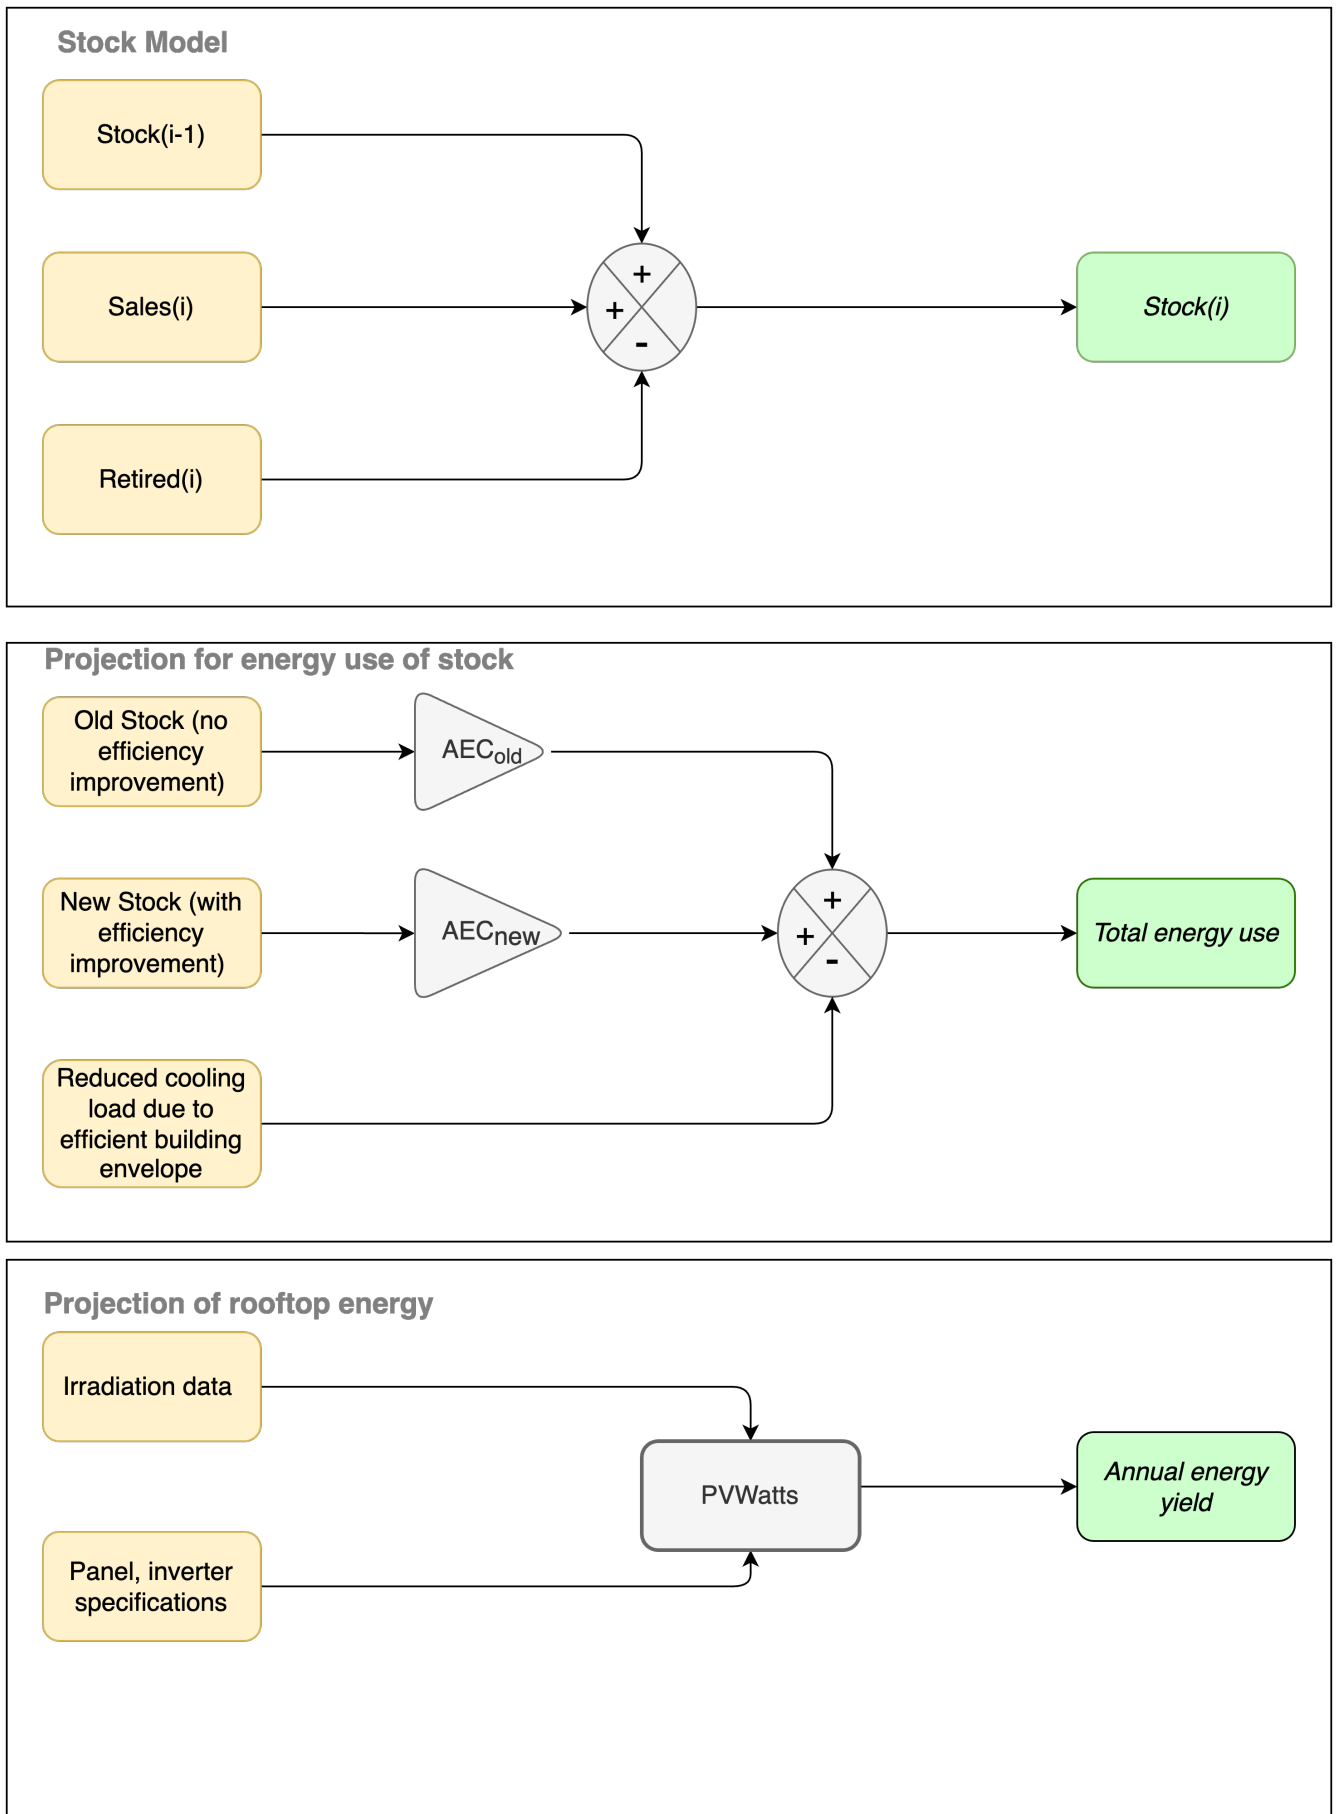 Stock Model
Stock(i-1)
+
Sales(i)
+
Stock(i)
-
Retired(i)
Projection for energy use of stock
Old Stock (no
efficiency
improvement)
AECold
New Stock (with
efficiency
improvement)
AECnew
+
+
-
Total energy use
Reduced cooling
load due to
efficient building
envelope
Projection of rooftop energy
Irradiation data
PVWatts
Annual energy
yield
Panel, inverter
specifications